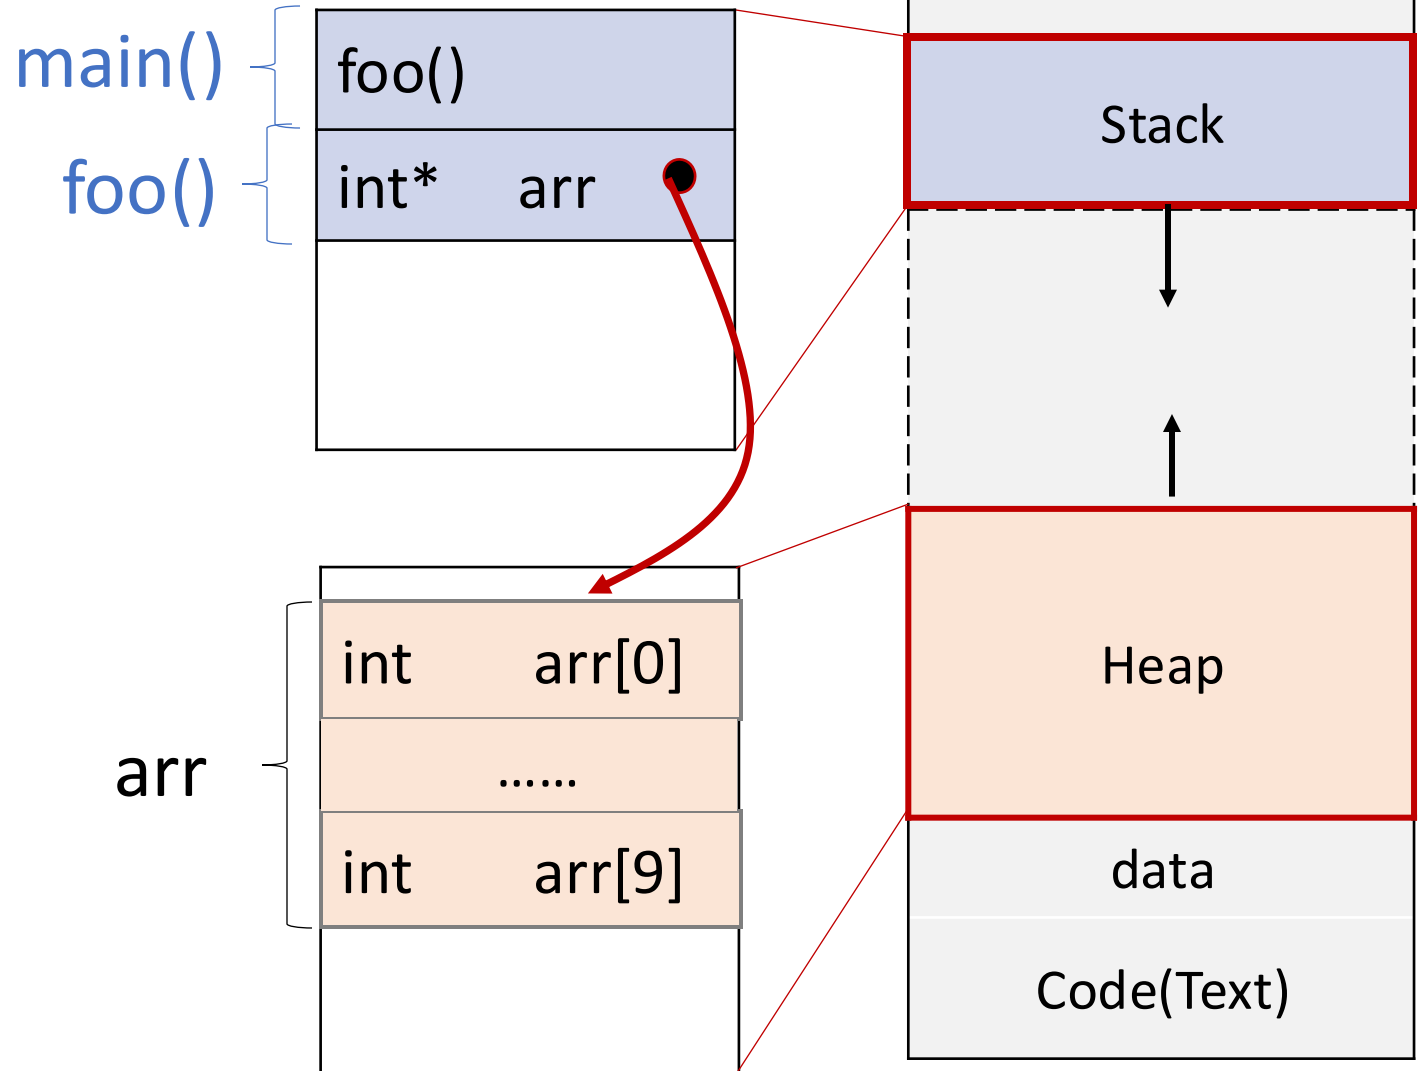 main()
foo()
foo()
int* arr
arr
int arr[0]
......
int arr[9]
Stack
Heap
data
Code(Text)